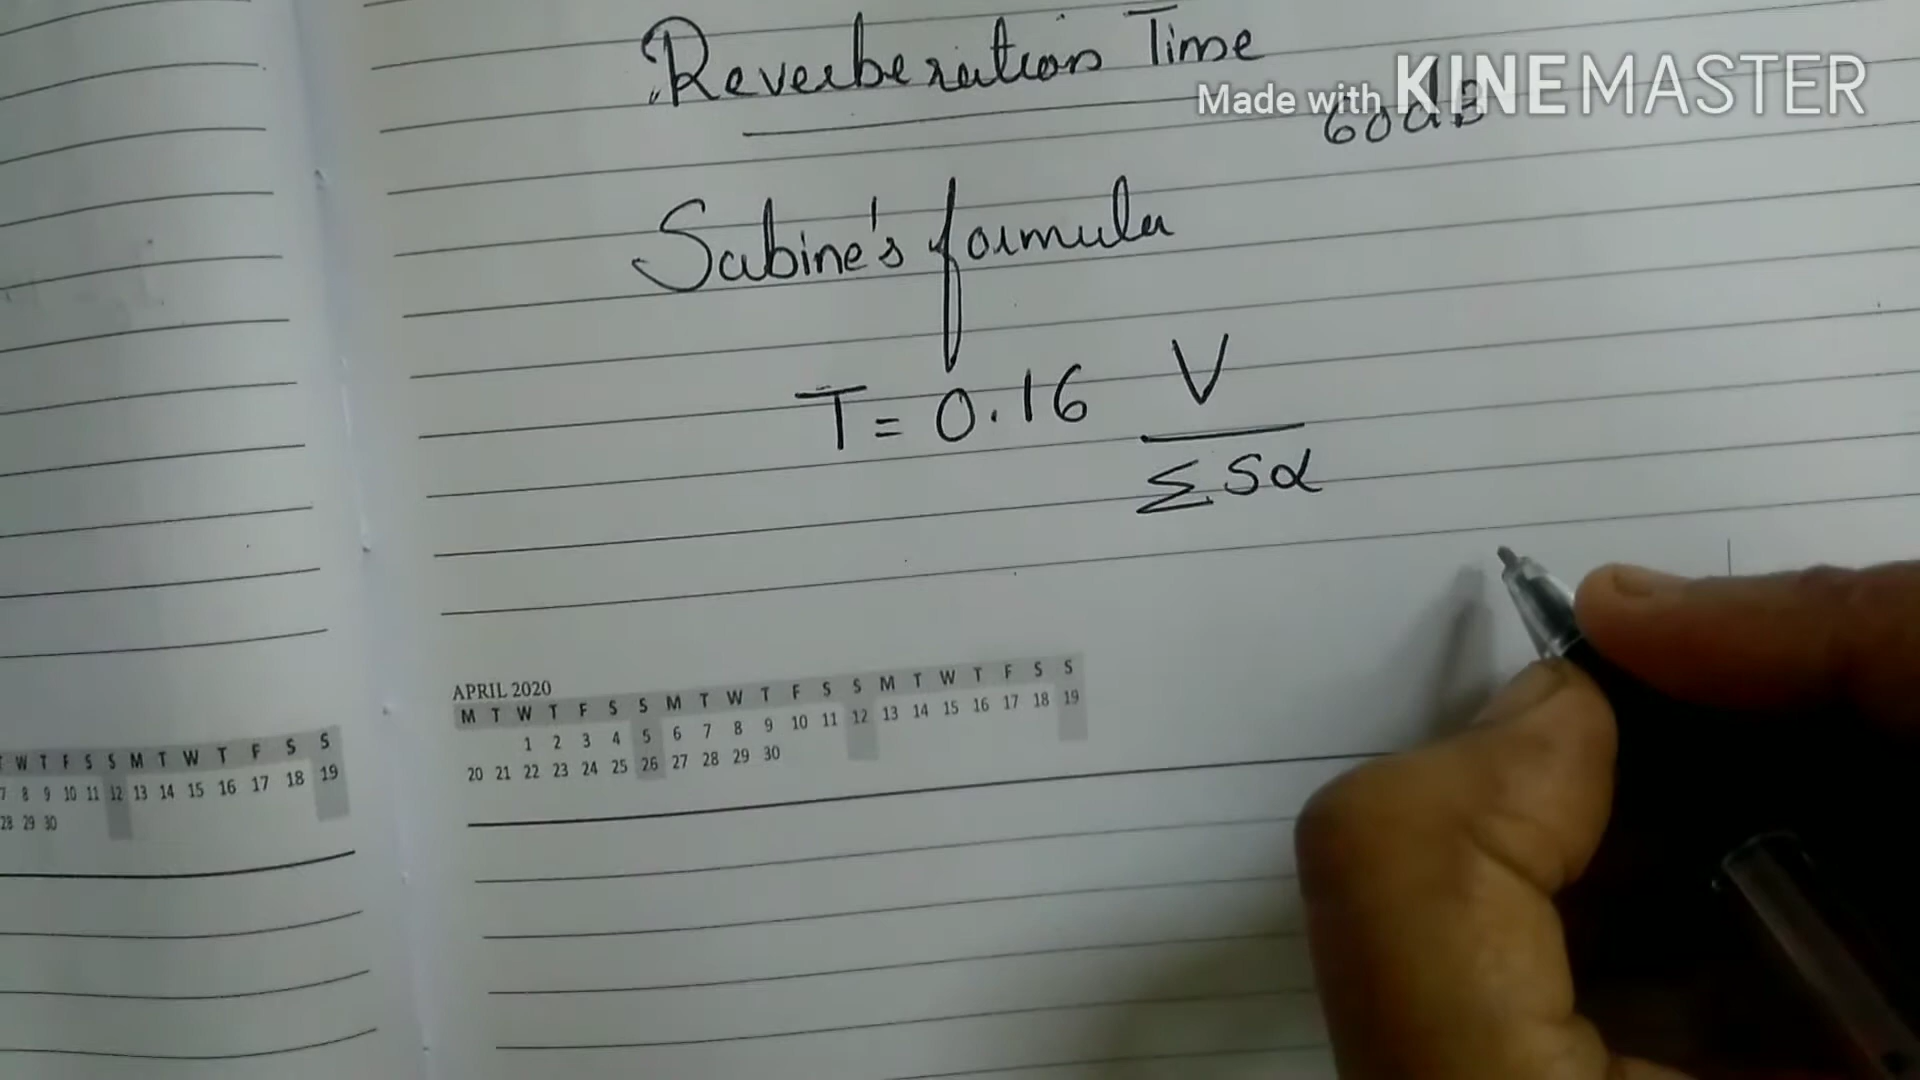 Reverberation Time
Made with KINEMASTER
60dB
Sabine's formula
T = 0.16 V
Σ Sα
APRIL 2020
M T W T F S S M T W T F S S M T W T F S S
1 2 3 4 5 6 7 8 9 10 11 12 13 14 15 16 17 18 19
20 21 22 23 24 25 26 27 28 29 30
T W T F S S M T W T F S S
7 8 9 10 11 12 13 14 15 16 17 18 19
28 29 30